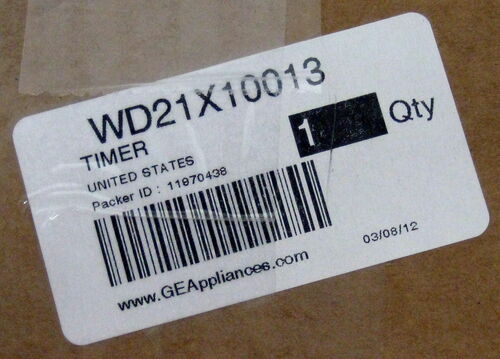 WD21X10013
TIMER
1 Qty
UNITED STATES
Packer ID : 11970438
03/08/12
www.GEAppliances.com